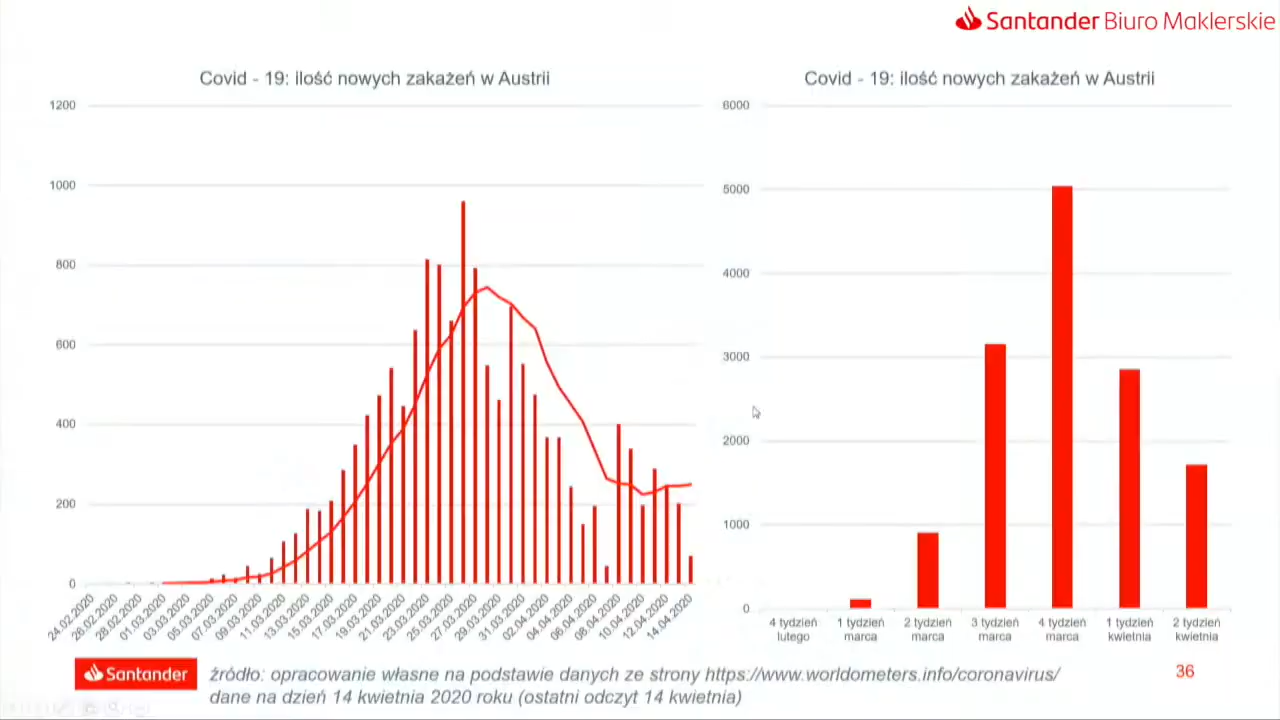 Santander Biuro Maklerskie
Covid - 19: ilość nowych zakażeń w Austrii
1200
1000
800
600
400
200
0
24.02.2020
26.02.2020
28.02.2020
01.03.2020
03.03.2020
05.03.2020
07.03.2020
09.03.2020
11.03.2020
13.03.2020
15.03.2020
17.03.2020
19.03.2020
21.03.2020
23.03.2020
25.03.2020
27.03.2020
29.03.2020
31.03.2020
02.04.2020
04.04.2020
06.04.2020
08.04.2020
10.04.2020
12.04.2020
14.04.2020
Covid - 19: ilość nowych zakażeń w Austrii
6000
5000
4000
3000
2000
1000
0
4 tydzień
lutego
1 tydzień
marca
2 tydzień
marca
3 tydzień
marca
4 tydzień
marca
1 tydzień
kwietnia
2 tydzień
kwietnia
Santander
źródło: opracowanie własne na podstawie danych ze strony https://www.worldometers.info/coronavirus/
dane na dzień 14 kwietnia 2020 roku (ostatni odczyt 14 kwietnia)
36